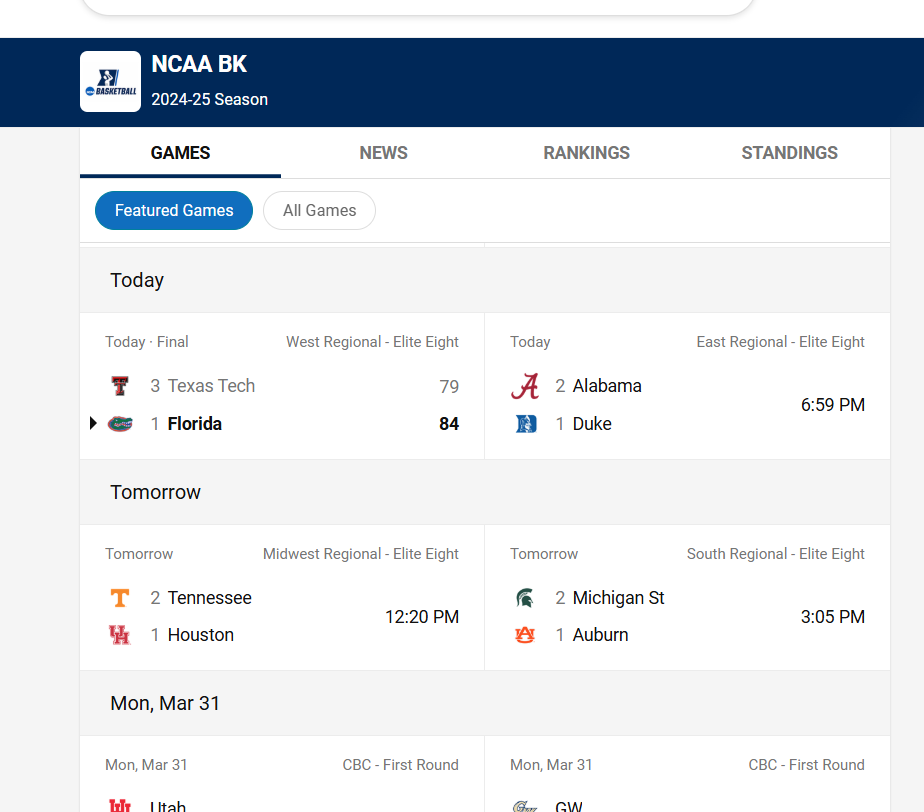 BASKETBALL
NCAA BK
2024-25 Season
GAMES NEWS RANKINGS STANDINGS
Featured Games All Games
Today
Today · Final West Regional - Elite Eight
3 Texas Tech 79
1 Florida 84
Today East Regional - Elite Eight
2 Alabama
1 Duke
6:59 PM
Tomorrow
Tomorrow Midwest Regional - Elite Eight
2 Tennessee
1 Houston
12:20 PM
Tomorrow South Regional - Elite Eight
2 Michigan St
1 Auburn
3:05 PM
Mon, Mar 31
Mon, Mar 31 CBC - First Round
Utah
Mon, Mar 31 CBC - First Round
GW